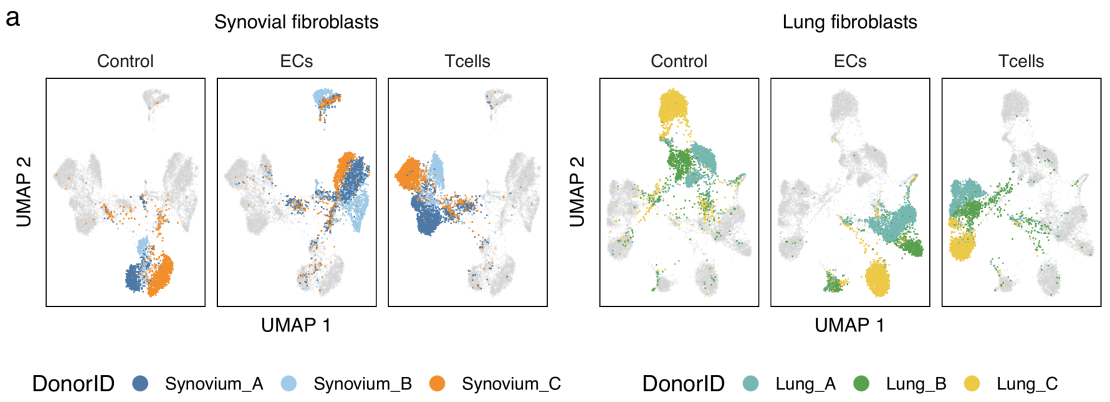 a
Synovial fibroblasts
Lung fibroblasts
Control ECs Tcells
Control ECs Tcells
UMAP 2
UMAP 2
UMAP 1
UMAP 1
DonorID Synovium_A Synovium_B Synovium_C
DonorID Lung_A Lung_B Lung_C